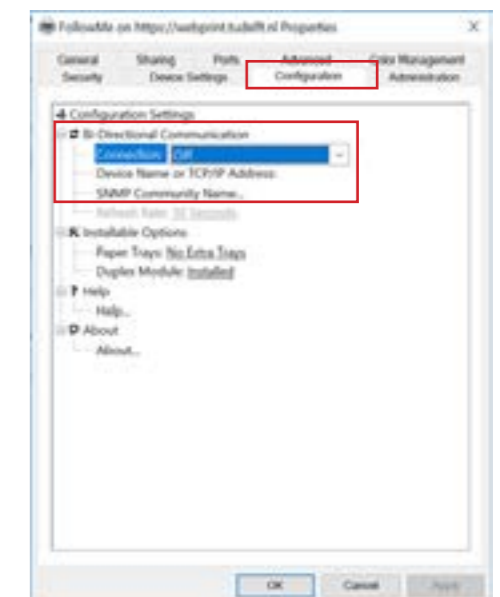 FollowMe on https://webprint.tudelft.nl Properties
General Sharing Ports Advanced Color Management
Security Device Settings Configuration Administration
Configuration Settings
Bi-Directional Communication
Connection: Off
Device Name or TCP/IP Address:
SNMP Community Name...
Refresh Rate: 30 Seconds
Installable Options
Paper Trays: No Extra Trays
Duplex Module: Installed
Help
Help...
About
About...
OK Cancel Apply